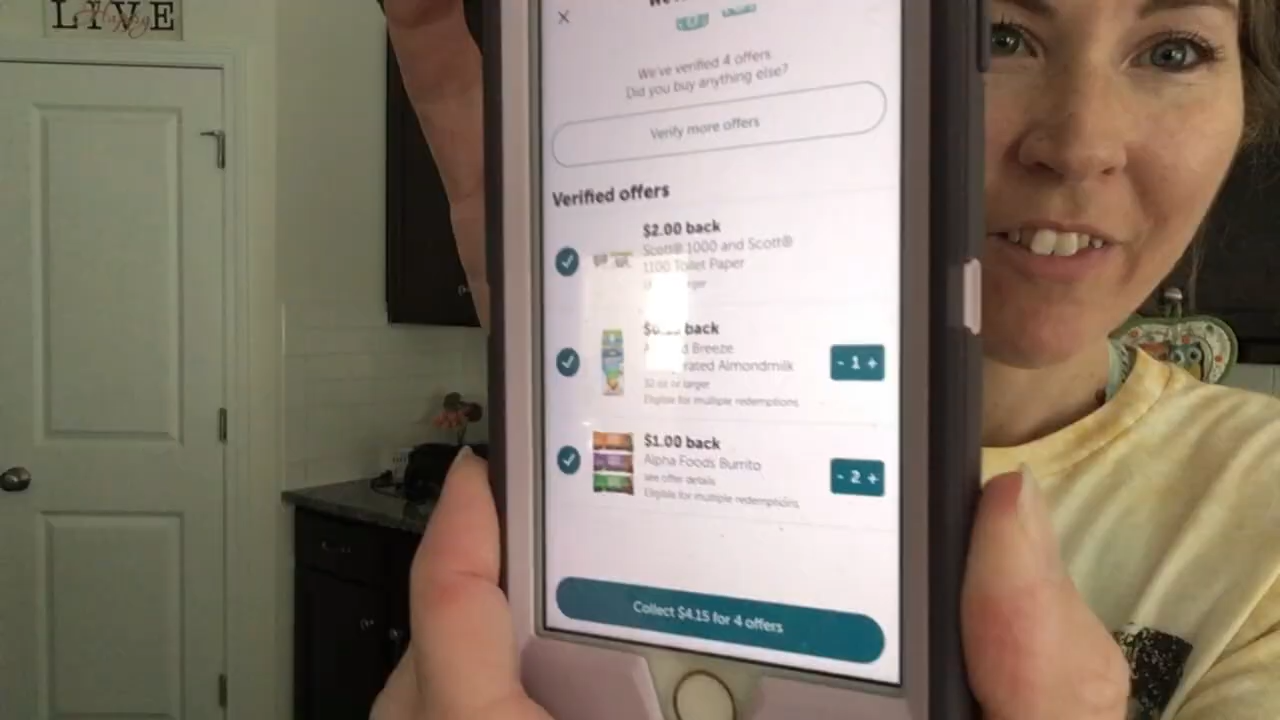 LIVE
Happy
We've verified 4 offers
Did you buy anything else?
Verify more offers
Verified offers
$2.00 back
Scott® 1000 and Scott®
1100 Toilet Paper
larger
back
Breeze
Almondmilk
32 oz or larger
Eligible for multiple redemptions
- 1 +
$1.00 back
Alpha Foods Burrito
see offer details
Eligible for multiple redemptions
- 2 +
Collect $4.15 for 4 offers